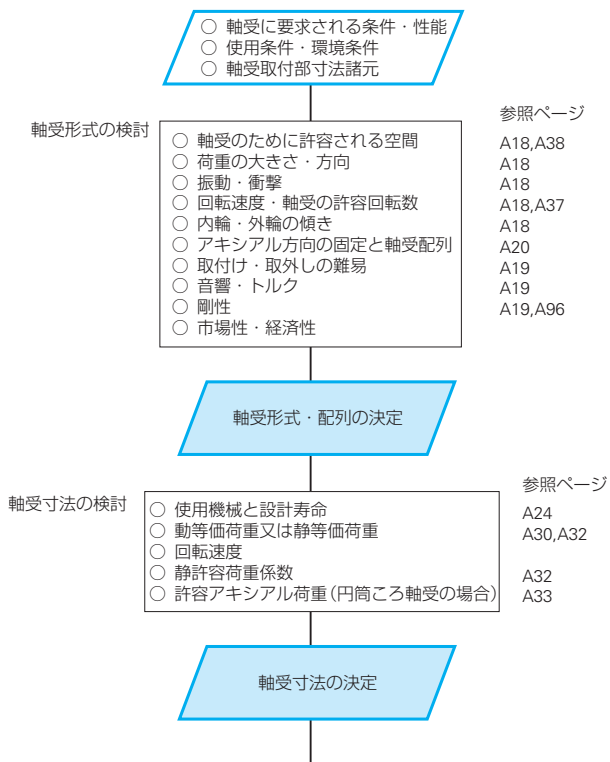 ○ 軸受に要求される条件・性能
○ 使用条件・環境条件
○ 軸受取付部寸法諸元
参照ページ
軸受形式の検討
○ 軸受のために許容される空間 A18,A38
○ 荷重の大きさ・方向 A18
○ 振動・衝撃 A18
○ 回転速度・軸受の許容回転数 A18,A37
○ 内輪・外輪の傾き A18
○ アキシアル方向の固定と軸受配列 A20
○ 取付け・取外しの難易 A19
○ 音響・トルク A19
○ 剛性 A19,A96
○ 市場性・経済性
軸受形式・配列の決定
参照ページ
軸受寸法の検討
○ 使用機械と設計寿命 A24
○ 動等価荷重又は静等価荷重 A30,A32
○ 回転速度
○ 静許容荷重係数 A32
○ 許容アキシアル荷重(円筒ころ軸受の場合) A33
軸受寸法の決定